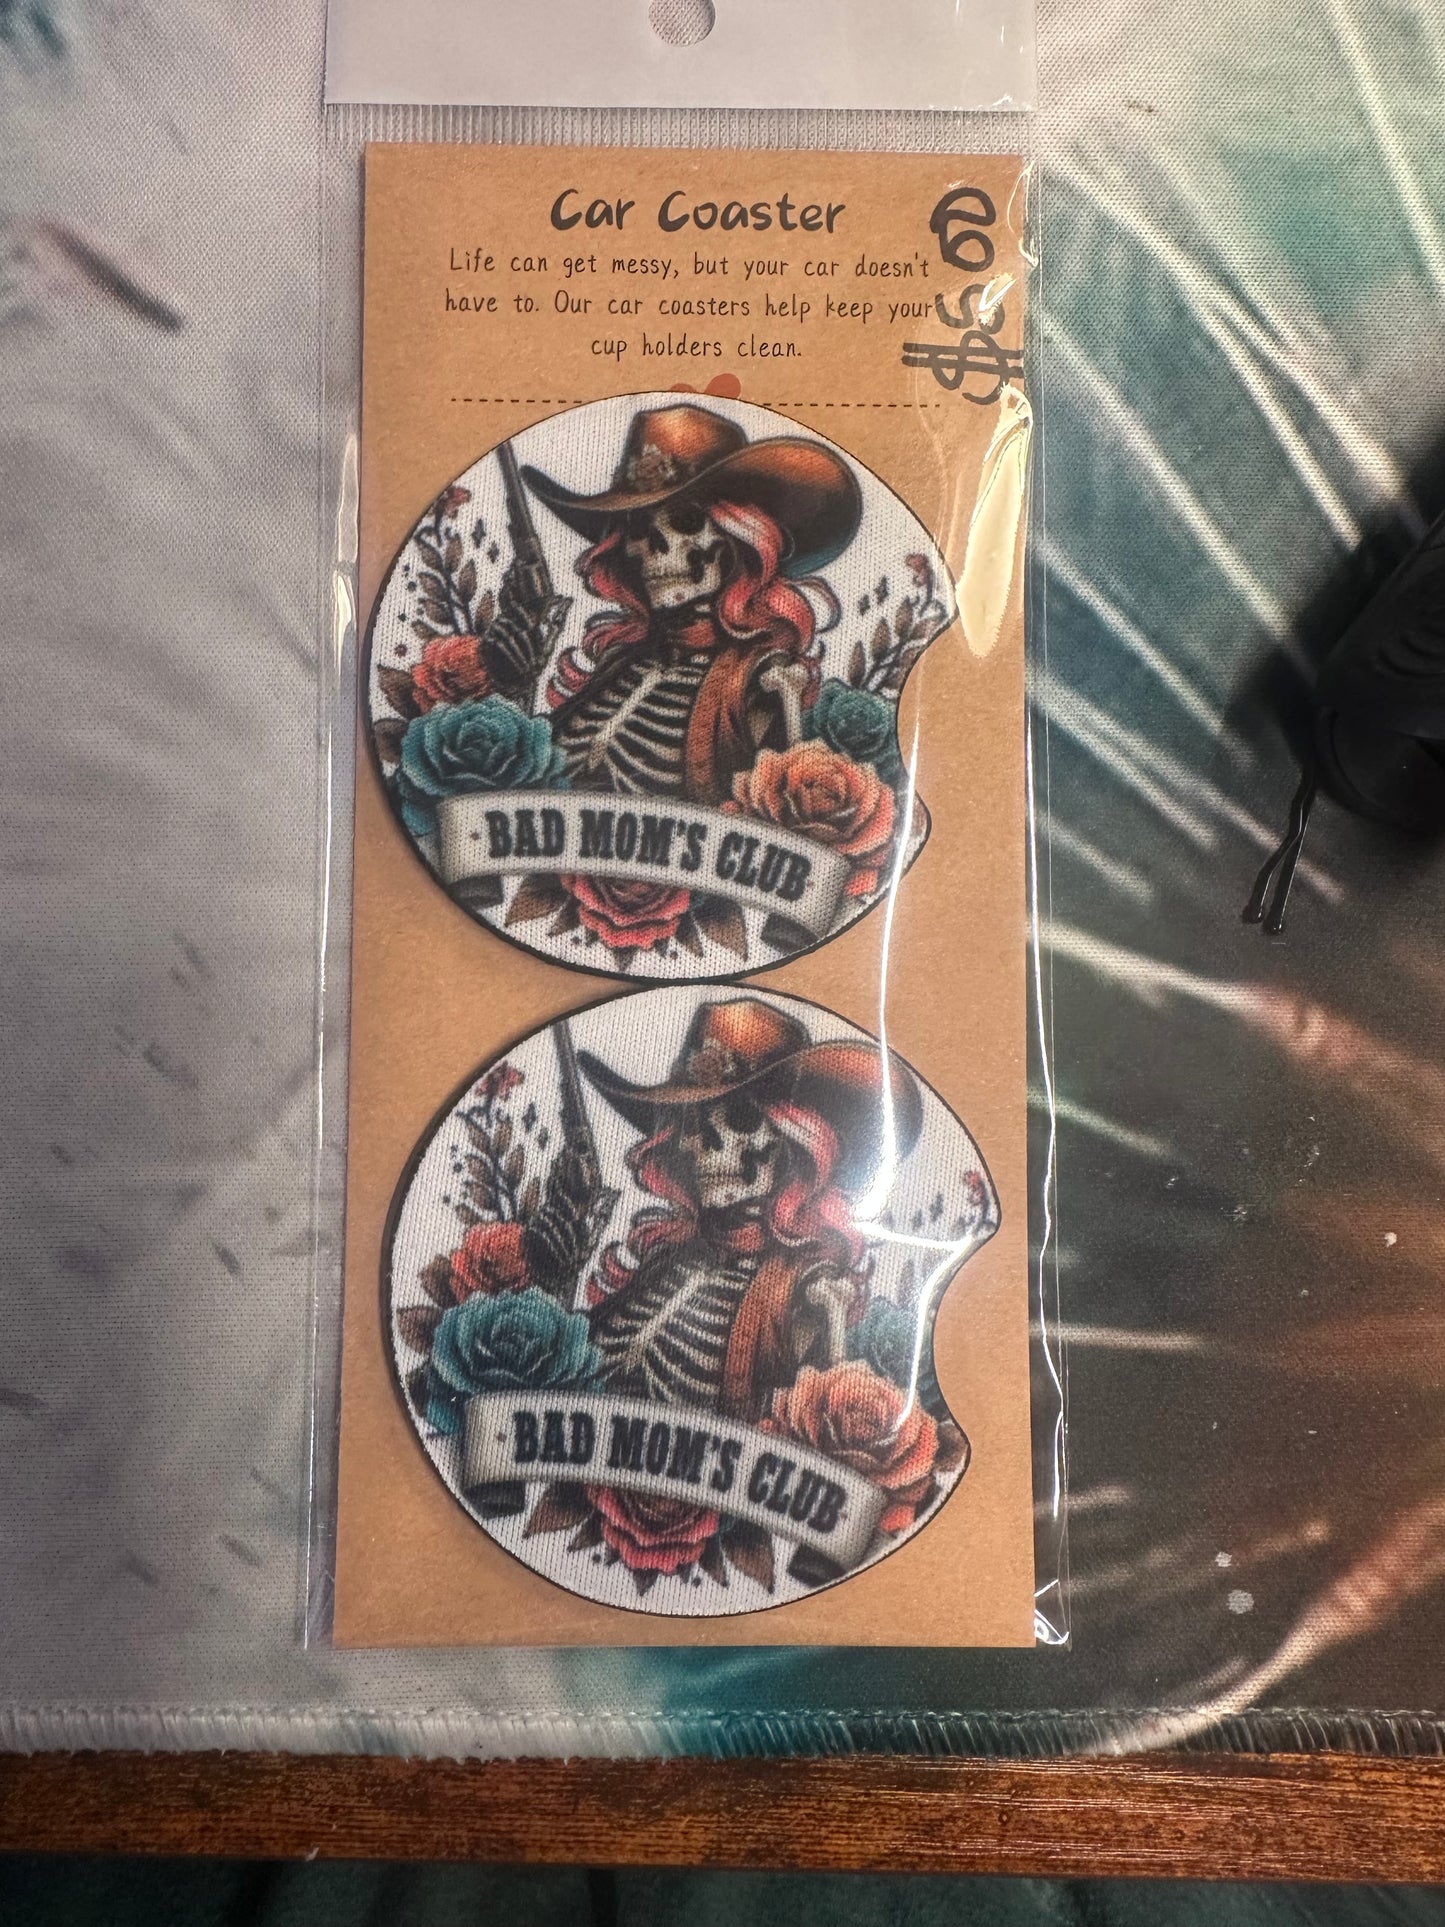 Car Coaster
Life can get messy, but your car doesn't
have to. Our car coasters help keep your
cup holders clean.
BAD MOM'S CLUB
BAD MOM'S CLUB